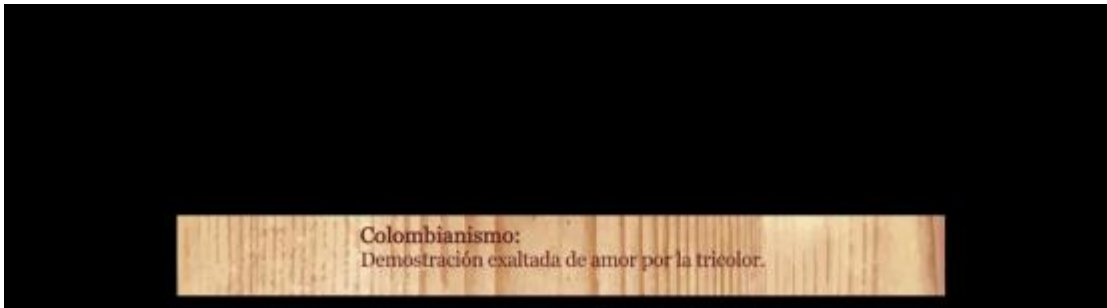 Colombianismo:
Demostración exaltada de amor por la tricolor.